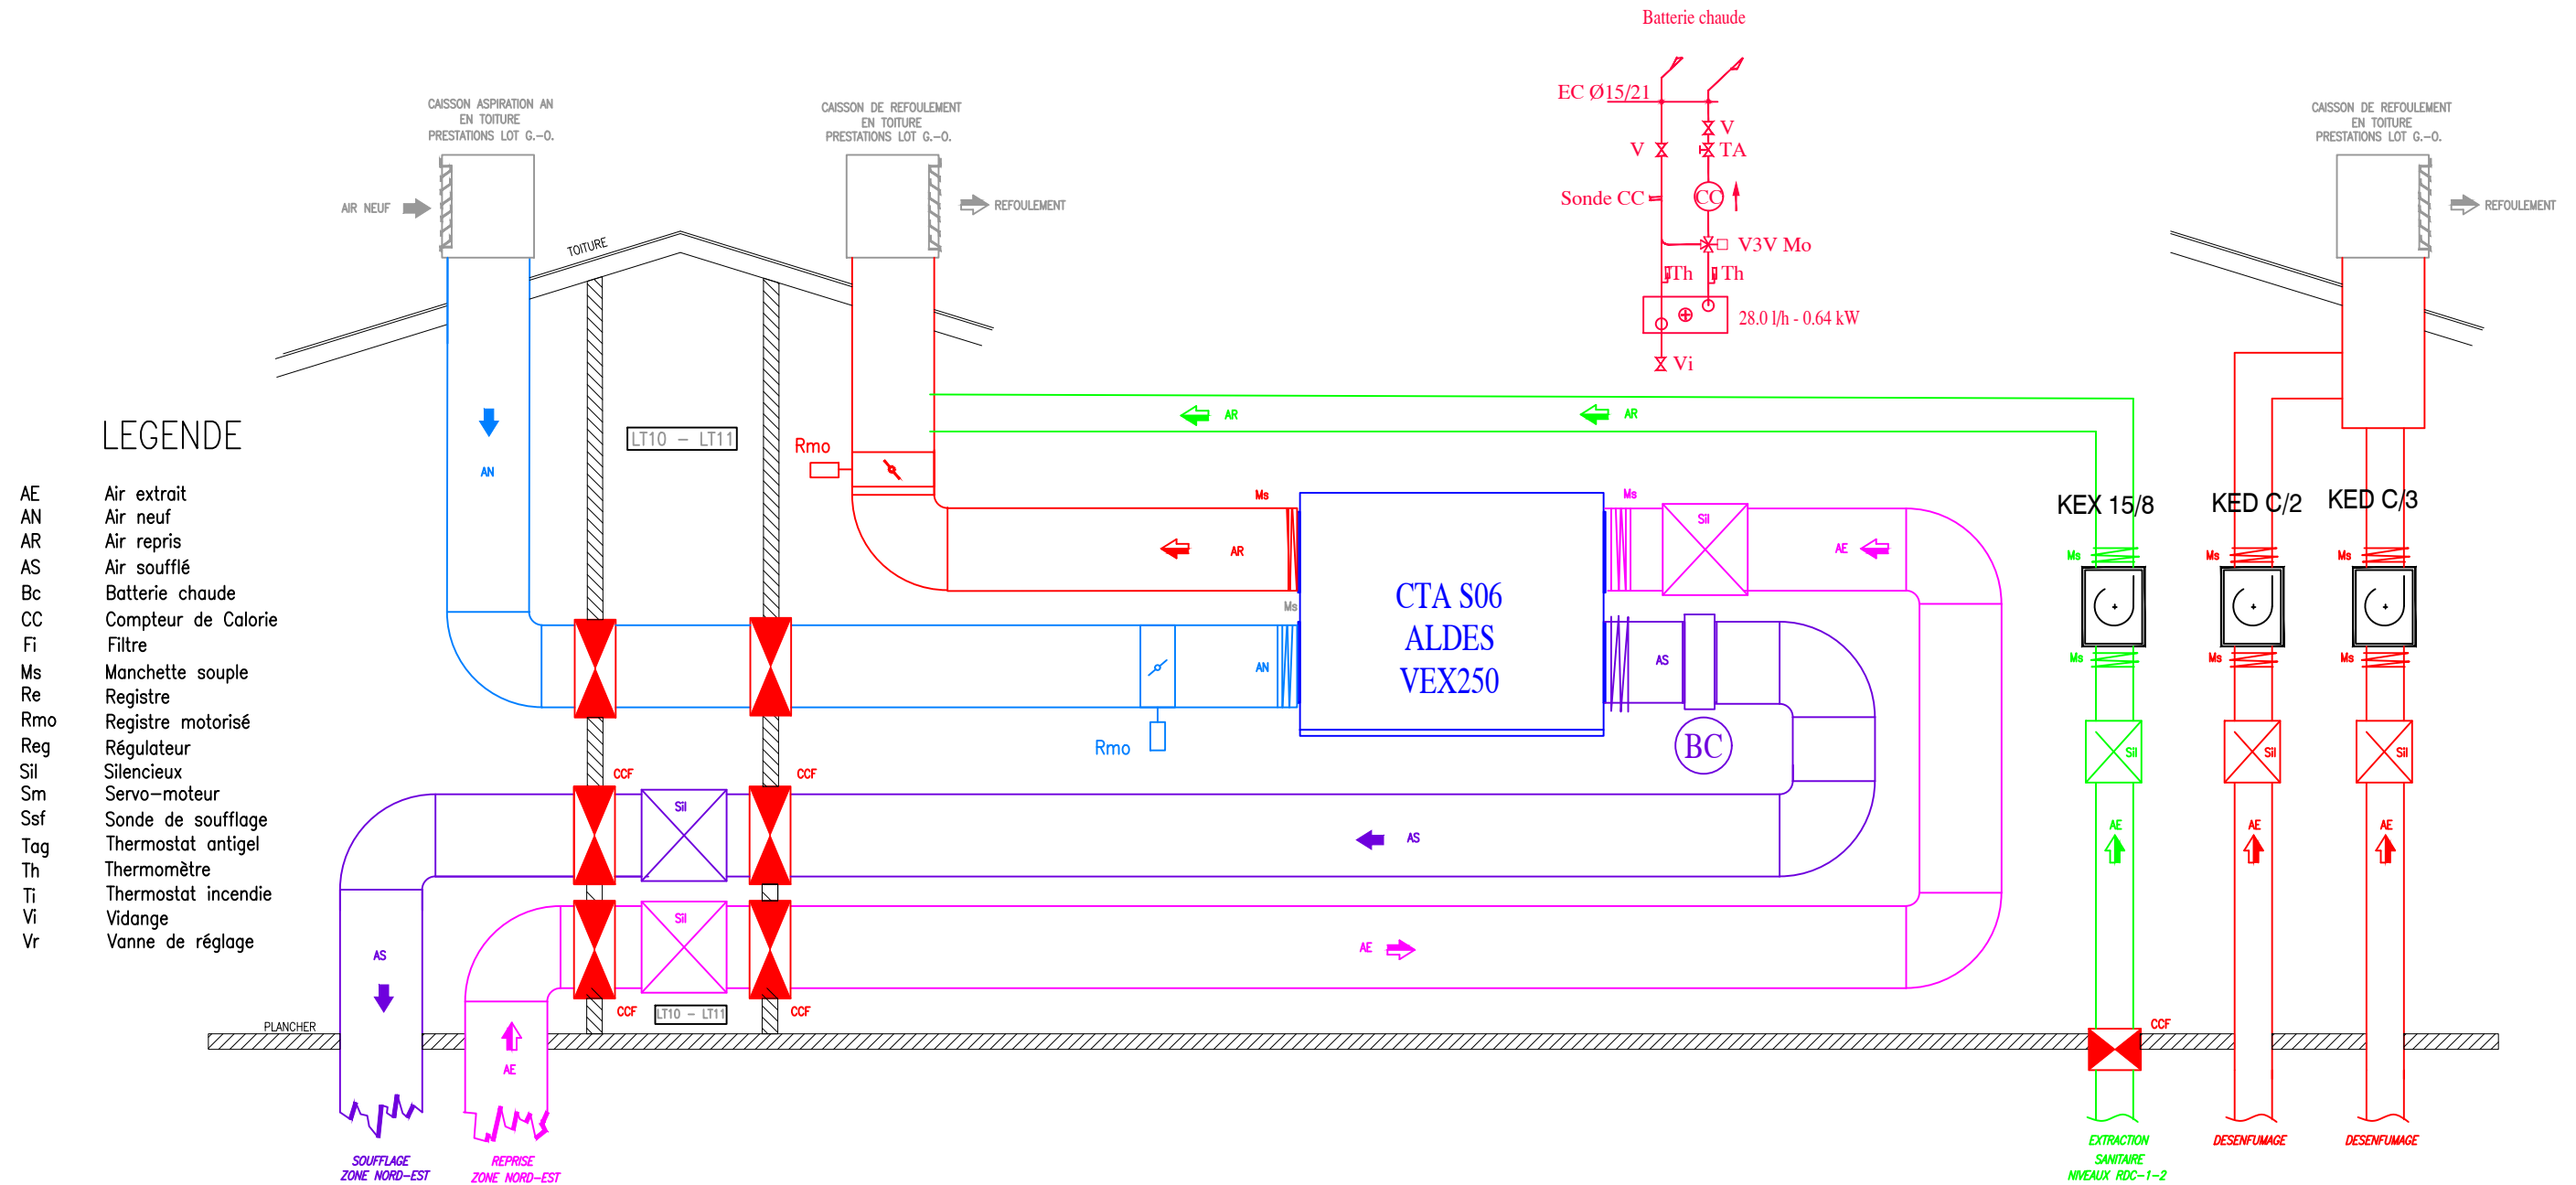 Batterie chaude
EC Ø15/21
V
V
TA
Sonde CC
CC
V3V Mo
Th
Th
28.0 l/h - 0.64 kW
Vi
CAISSON ASPIRATION AN
EN TOITURE
PRESTATIONS LOT G.-O.
CAISSON DE REFOULEMENT
EN TOITURE
PRESTATIONS LOT G.-O.
CAISSON DE REFOULEMENT
EN TOITURE
PRESTATIONS LOT G.-O.
AIR NEUF
REFOULEMENT
REFOULEMENT
TOITURE
LEGENDE
AE Air extrait
AN Air neuf
AR Air repris
AS Air soufflé
Bc Batterie chaude
CC Compteur de Calorie
Fi Filtre
Ms Manchette souple
Re Registre
Rmo Registre motorisé
Reg Régulateur
Sil Silencieux
Sm Servo-moteur
Ssf Sonde de soufflage
Tag Thermostat antigel
Th Thermomètre
Ti Thermostat incendie
Vi Vidange
Vr Vanne de réglage
AN
LT10 - LT11
Rmo
AR
AR
Ms
Ms
Sil
AR
AE
Ms
CTA S06
ALDES
VEX250
AN
AS
Rmo
BC
KEX 15/8
KED C/2
KED C/3
Ms
Ms
Ms
Ms
Ms
Ms
Sil
Sil
Sil
CCF
CCF
Sil
AS
AE
AE
AE
Sil
AE
AS
CCF
LT10 - LT11
CCF
CCF
PLANCHER
AE
SOUFFLAGE
ZONE NORD-EST
REPRISE
ZONE NORD-EST
EXTRACTION
SANITAIRE
NIVEAUX RDC-1-2
DESENFUMAGE
DESENFUMAGE